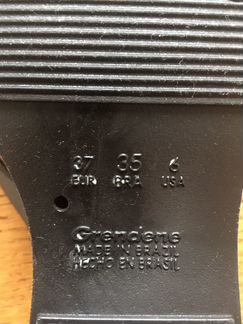 37 35 6
EUR BRA USA
Grendene
MADE IN BRAZIL
HECHO EN BRASIL